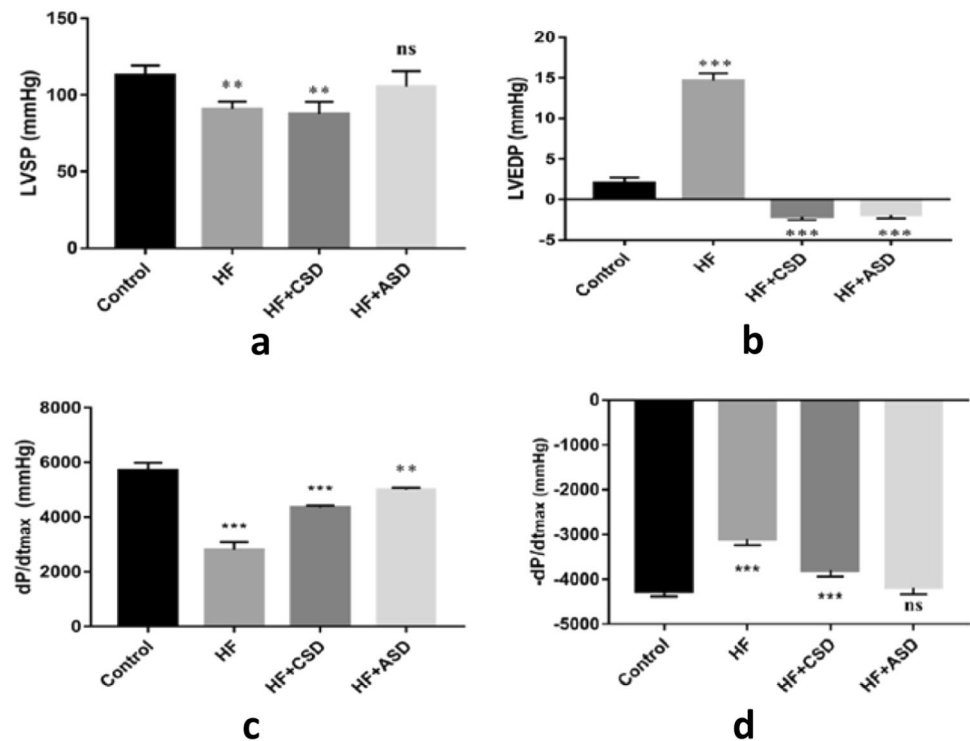 150
100
50
0
LVSP (mmHg)
**
**
ns
Control
HF
HF+CSD
HF+ASD
a
20
15
10
5
0
-5
LVEDP (mmHg)
***
***
***
Control
HF
HF+CSD
HF+ASD
b
8000
6000
4000
2000
0
dP/dtmax (mmHg)
***
***
**
Control
HF
HF+CSD
HF+ASD
c
0
-1000
-2000
-3000
-4000
-5000
-dP/dtmax (mmHg)
***
***
ns
Control
HF
HF+CSD
HF+ASD
d